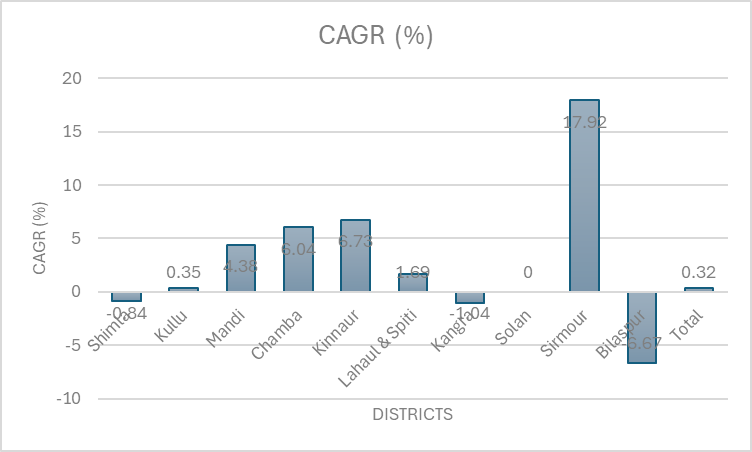 CAGR (%)
20
15
10
5
0
-5
-10
CAGR (%)
-0.84
0.35
4.38
6.04
6.73
1.69
-1.04
0
17.92
-6.67
0.32
Shimla
Kullu
Mandi
Chamba
Kinnaur
Lahaul & Spiti
Kangra
Solan
Sirmour
Bilaspur
Total
DISTRICTS